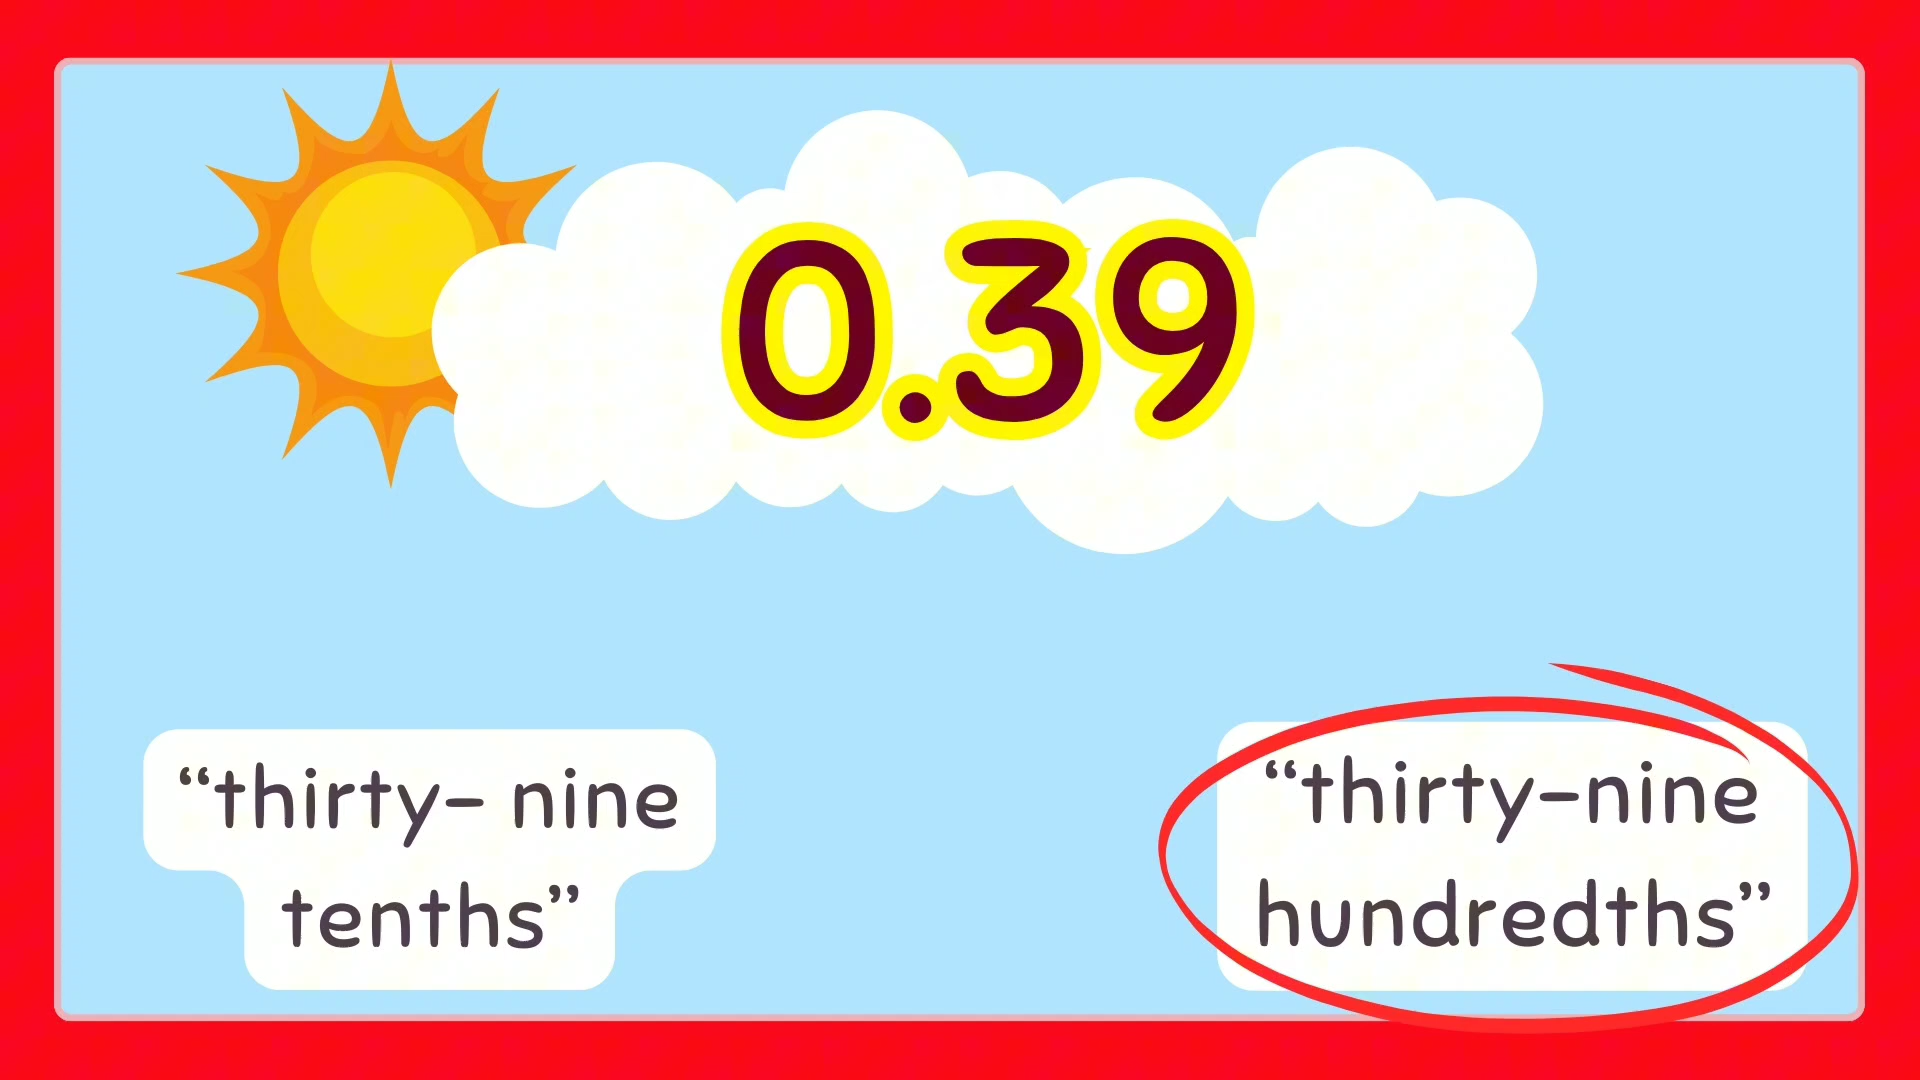 0.39
“thirty- nine
tenths”
“thirty-nine
hundredths”